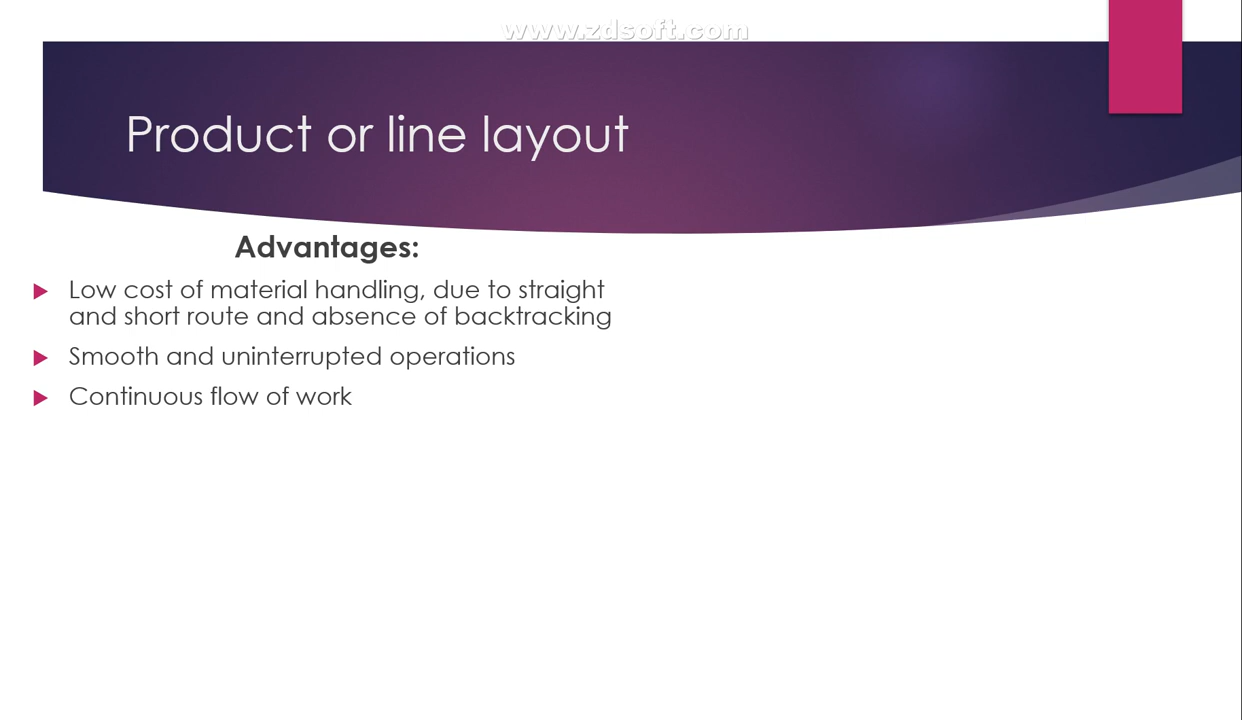 www.zdsoft.com
Product or line layout
Advantages:
Low cost of material handling, due to straight
and short route and absence of backtracking
Smooth and uninterrupted operations
Continuous flow of work